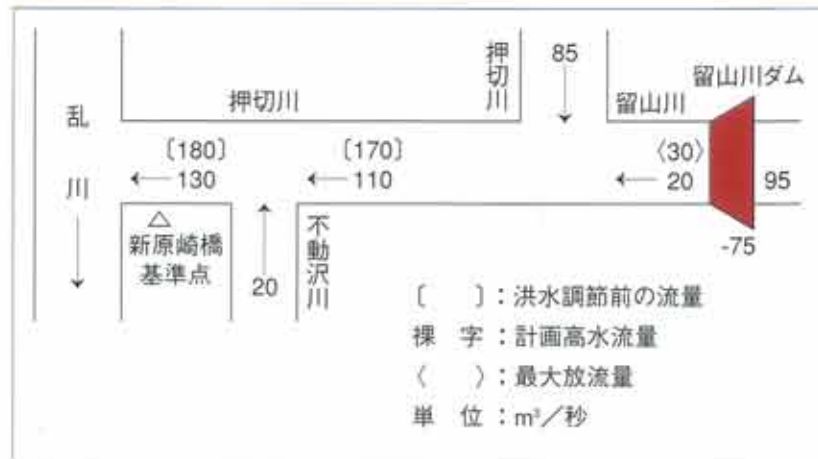 乱川
押切川
押切川
85
留山川
留山川ダム
〔180〕
130
〔170〕
110
〈30〉
20
95
-75
新原崎橋
基準点
20
不動沢川
〔　〕：洪水調節前の流量
裸　字：計画高水流量
〈　〉：最大放流量
単　位：m³／秒